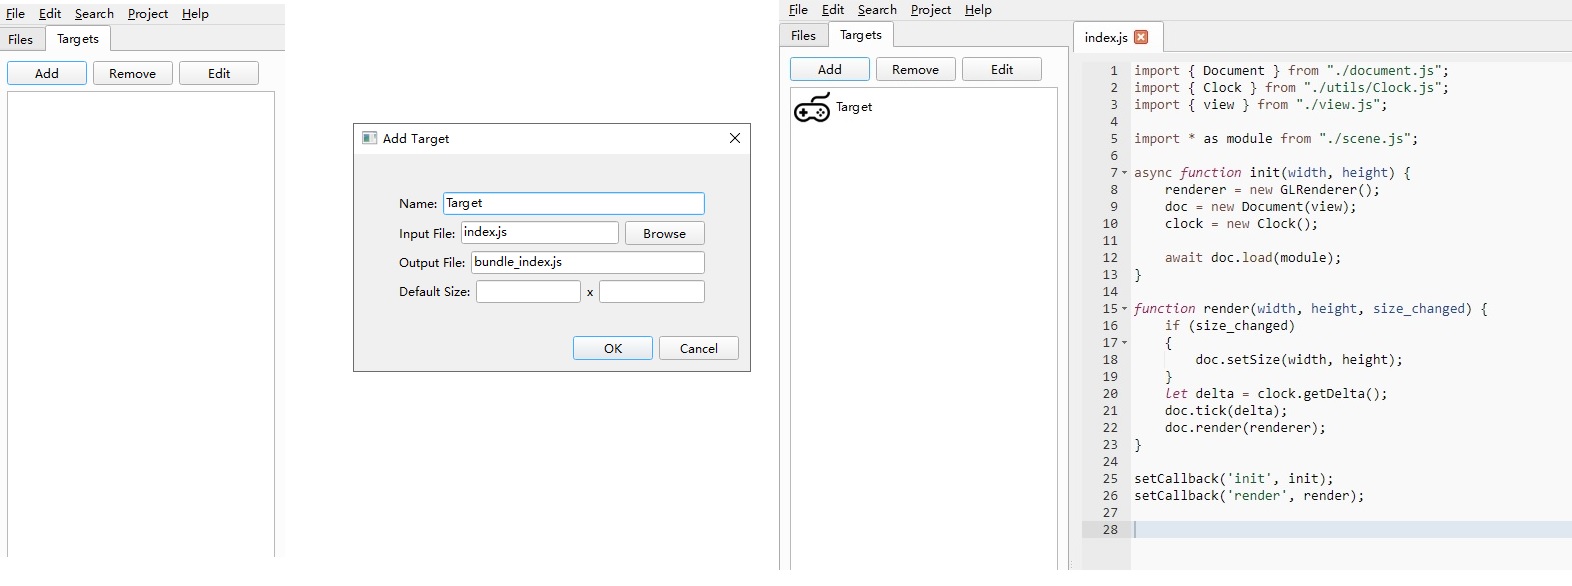 File Edit Search Project Help
Files Targets
Add Remove Edit
Add Target
Name: Target
Input File: index.js Browse
Output File: bundle_index.js
Default Size: x
OK Cancel
File Edit Search Project Help
Files Targets
Add Remove Edit
Target
index.js
1 import { Document } from "./document.js";
2 import { Clock } from "./utils/Clock.js";
3 import { view } from "./view.js";
4
5 import * as module from "./scene.js";
6
7 async function init(width, height) {
8     renderer = new GLRenderer();
9     doc = new Document(view);
10     clock = new Clock();
11
12     await doc.load(module);
13 }
14
15 function render(width, height, size_changed) {
16     if (size_changed)
17     {
18         doc.setSize(width, height);
19     }
20     let delta = clock.getDelta();
21     doc.tick(delta);
22     doc.render(renderer);
23 }
24
25 setCallback('init', init);
26 setCallback('render', render);
27
28